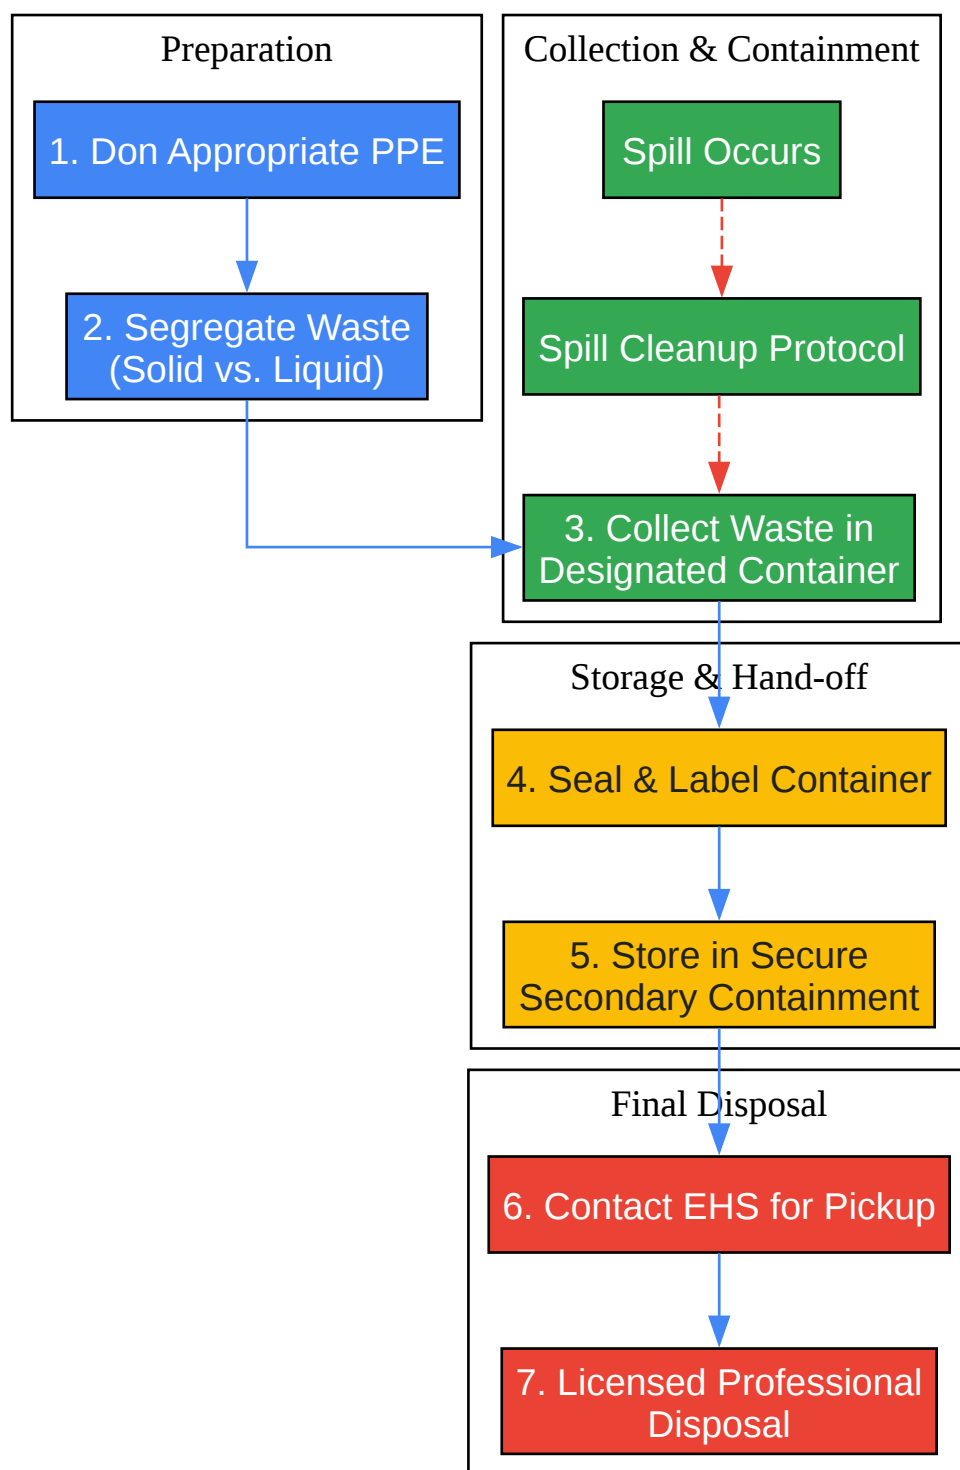 Preparation
1. Don Appropriate PPE
2. Segregate Waste
(Solid vs. Liquid)
Collection & Containment
Spill Occurs
Spill Cleanup Protocol
3. Collect Waste in
Designated Container
Storage & Hand-off
4. Seal & Label Container
5. Store in Secure
Secondary Containment
Final Disposal
6. Contact EHS for Pickup
7. Licensed Professional
Disposal